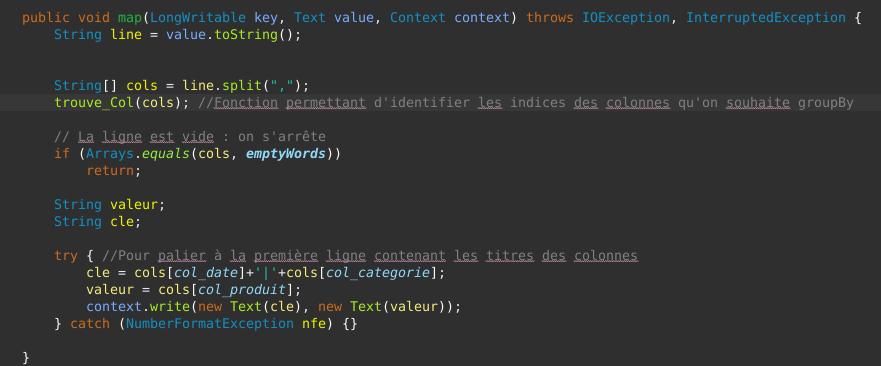 public void map(LongWritable key, Text value, Context context) throws IOException, InterruptedException {
String line = value.toString();
String[] cols = line.split(",");
trouve_Col(cols); //Fonction permettant d'identifier les indices des colonnes qu'on souhaite groupBy
// La ligne est vide : on s'arrête
if (Arrays.equals(cols, emptyWords))
return;
String valeur;
String cle;
try { //Pour palier à la première ligne contenant les titres des colonnes
cle = cols[col_date]+'|'+cols[col_categorie];
valeur = cols[col_produit];
context.write(new Text(cle), new Text(valeur));
} catch (NumberFormatException nfe) {}
}